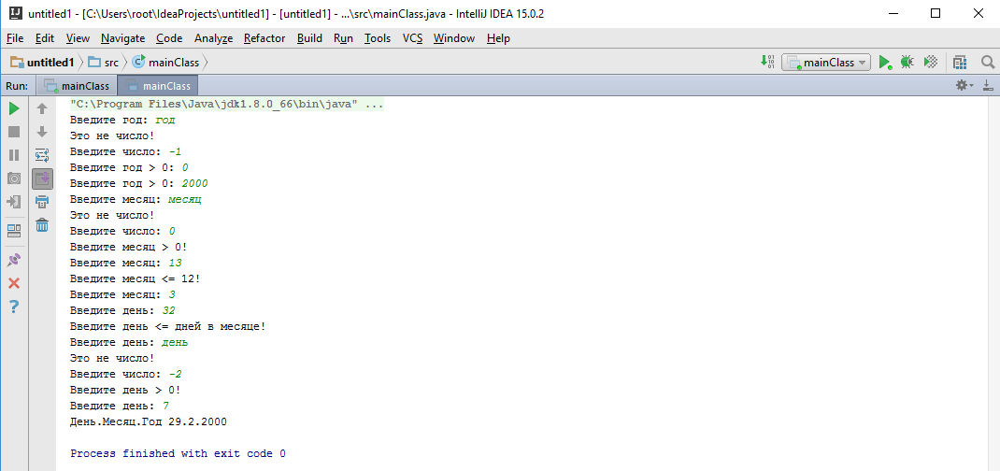 untitled1 - [C:\Users\root\IdeaProjects\untitled1] - [untitled1] - ...\src\mainClass.java - IntelliJ IDEA 15.0.2
File Edit View Navigate Code Analyze Refactor Build Run Tools VCS Window Help
untitled1 src mainClass mainClass
Run: mainClass mainClass
"C:\Program Files\Java\jdk1.8.0_66\bin\java" ...
Введите год: год
Это не число!
Введите число: -1
Введите год > 0: 0
Введите год > 0: 2000
Введите месяц: месяц
Это не число!
Введите число: 0
Введите месяц > 0!
Введите месяц: 13
Введите месяц <= 12!
Введите месяц: 3
Введите день: 32
Введите день <= дней в месяце!
Введите день: день
Это не число!
Введите число: -2
Введите день > 0!
Введите день: 7
День.Месяц.Год 29.2.2000
Process finished with exit code 0